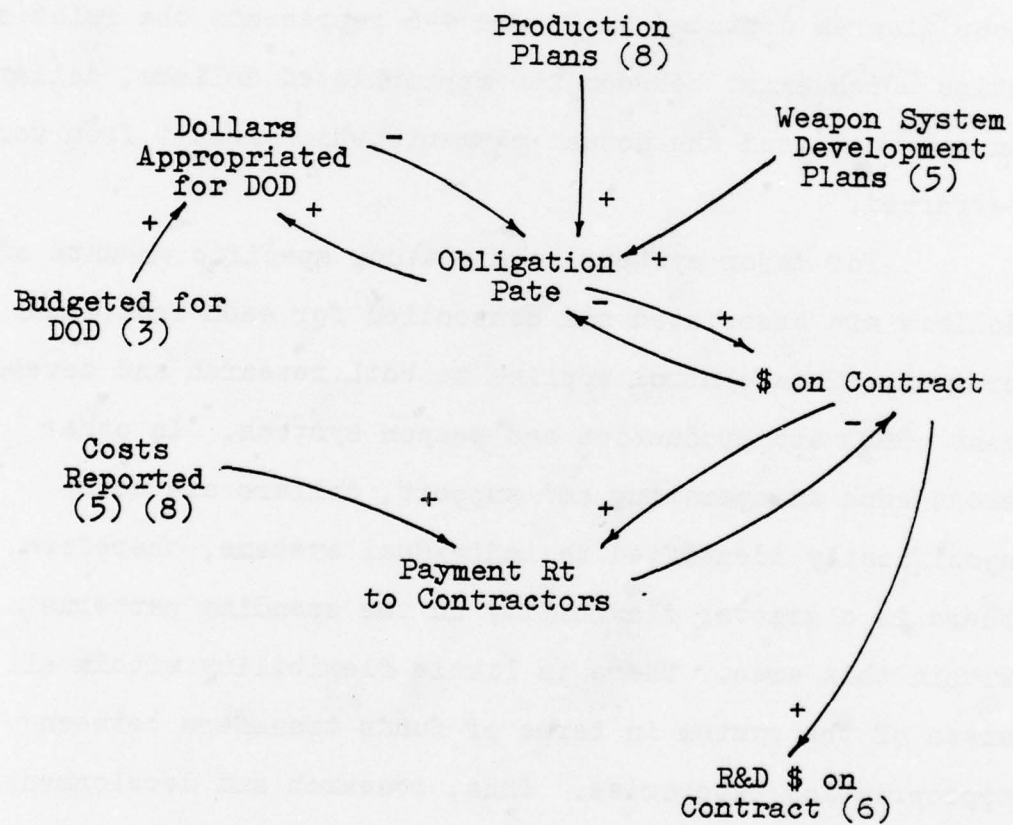 Production
Plans (8)
Dollars
Appropriated
for DOD
-
Weapon System
Development
Plans (5)
+
+
+
Obligation
Pate
+
-
+
Budgeted for
DOD (3)
$ on Contract
-
Costs
Reported
(5) (8)
+
+
Payment Rt
to Contractors
+
R&D $ on
Contract (6)